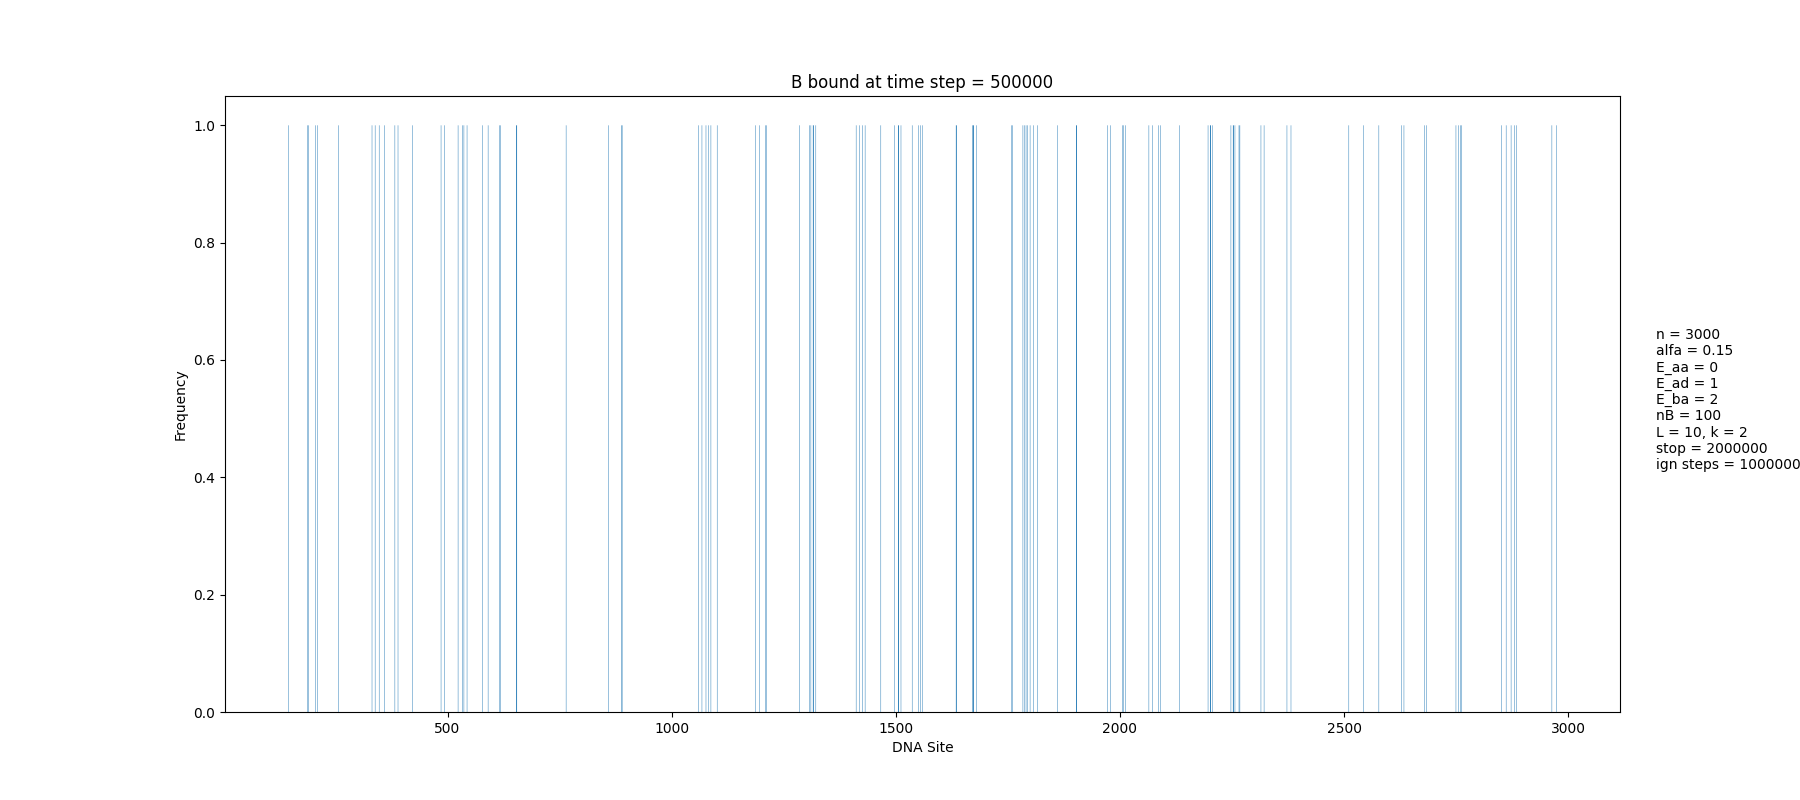 B bound at time step = 500000
1.0
0.8
0.6
0.4
0.2
0.0
Frequency
500
1000
1500
2000
2500
3000
DNA Site
n = 3000
alfa = 0.15
E_aa = 0
E_ad = 1
E_ba = 2
nB = 100
L = 10, k = 2
stop = 2000000
ign steps = 1000000